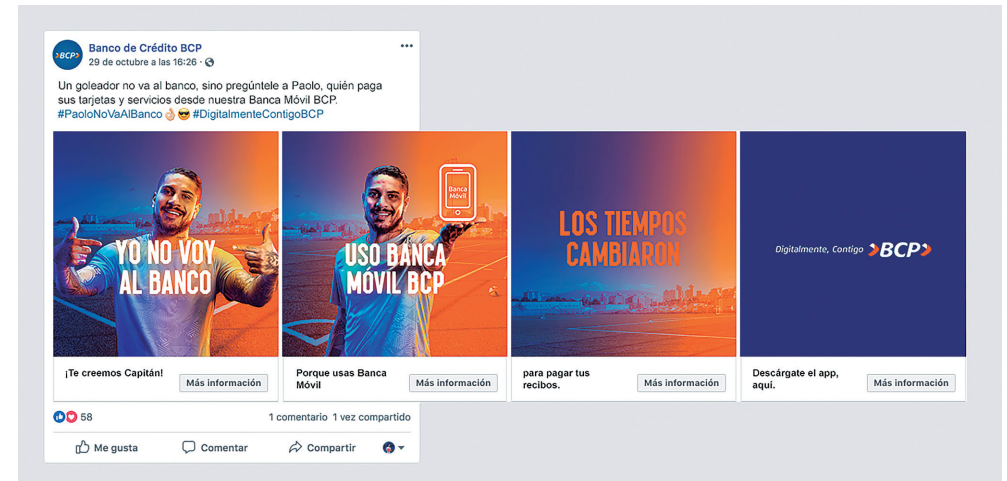 >BCP>
Banco de Crédito BCP
29 de octubre a las 16:26 ·
Un goleador no va al banco, sino pregúntele a Paolo, quién paga
sus tarjetas y servicios desde nuestra Banca Móvil BCP.
#PaoloNoVaAlBanco 👌😎 #DigitalmenteContigoBCP
YO NO VOY
AL BANCO
¡Te creemos Capitán!
Más información
Banca
Móvil
USO BANCA
MÓVIL BCP
Porque usas Banca
Móvil
Más información
LOS TIEMPOS
CAMBIARON
para pagar tus
recibos.
Más información
Digitalmente, Contigo >BCP>
Descárgate el app,
aquí.
Más información
58
1 comentario 1 vez compartido
Me gusta
Comentar
Compartir